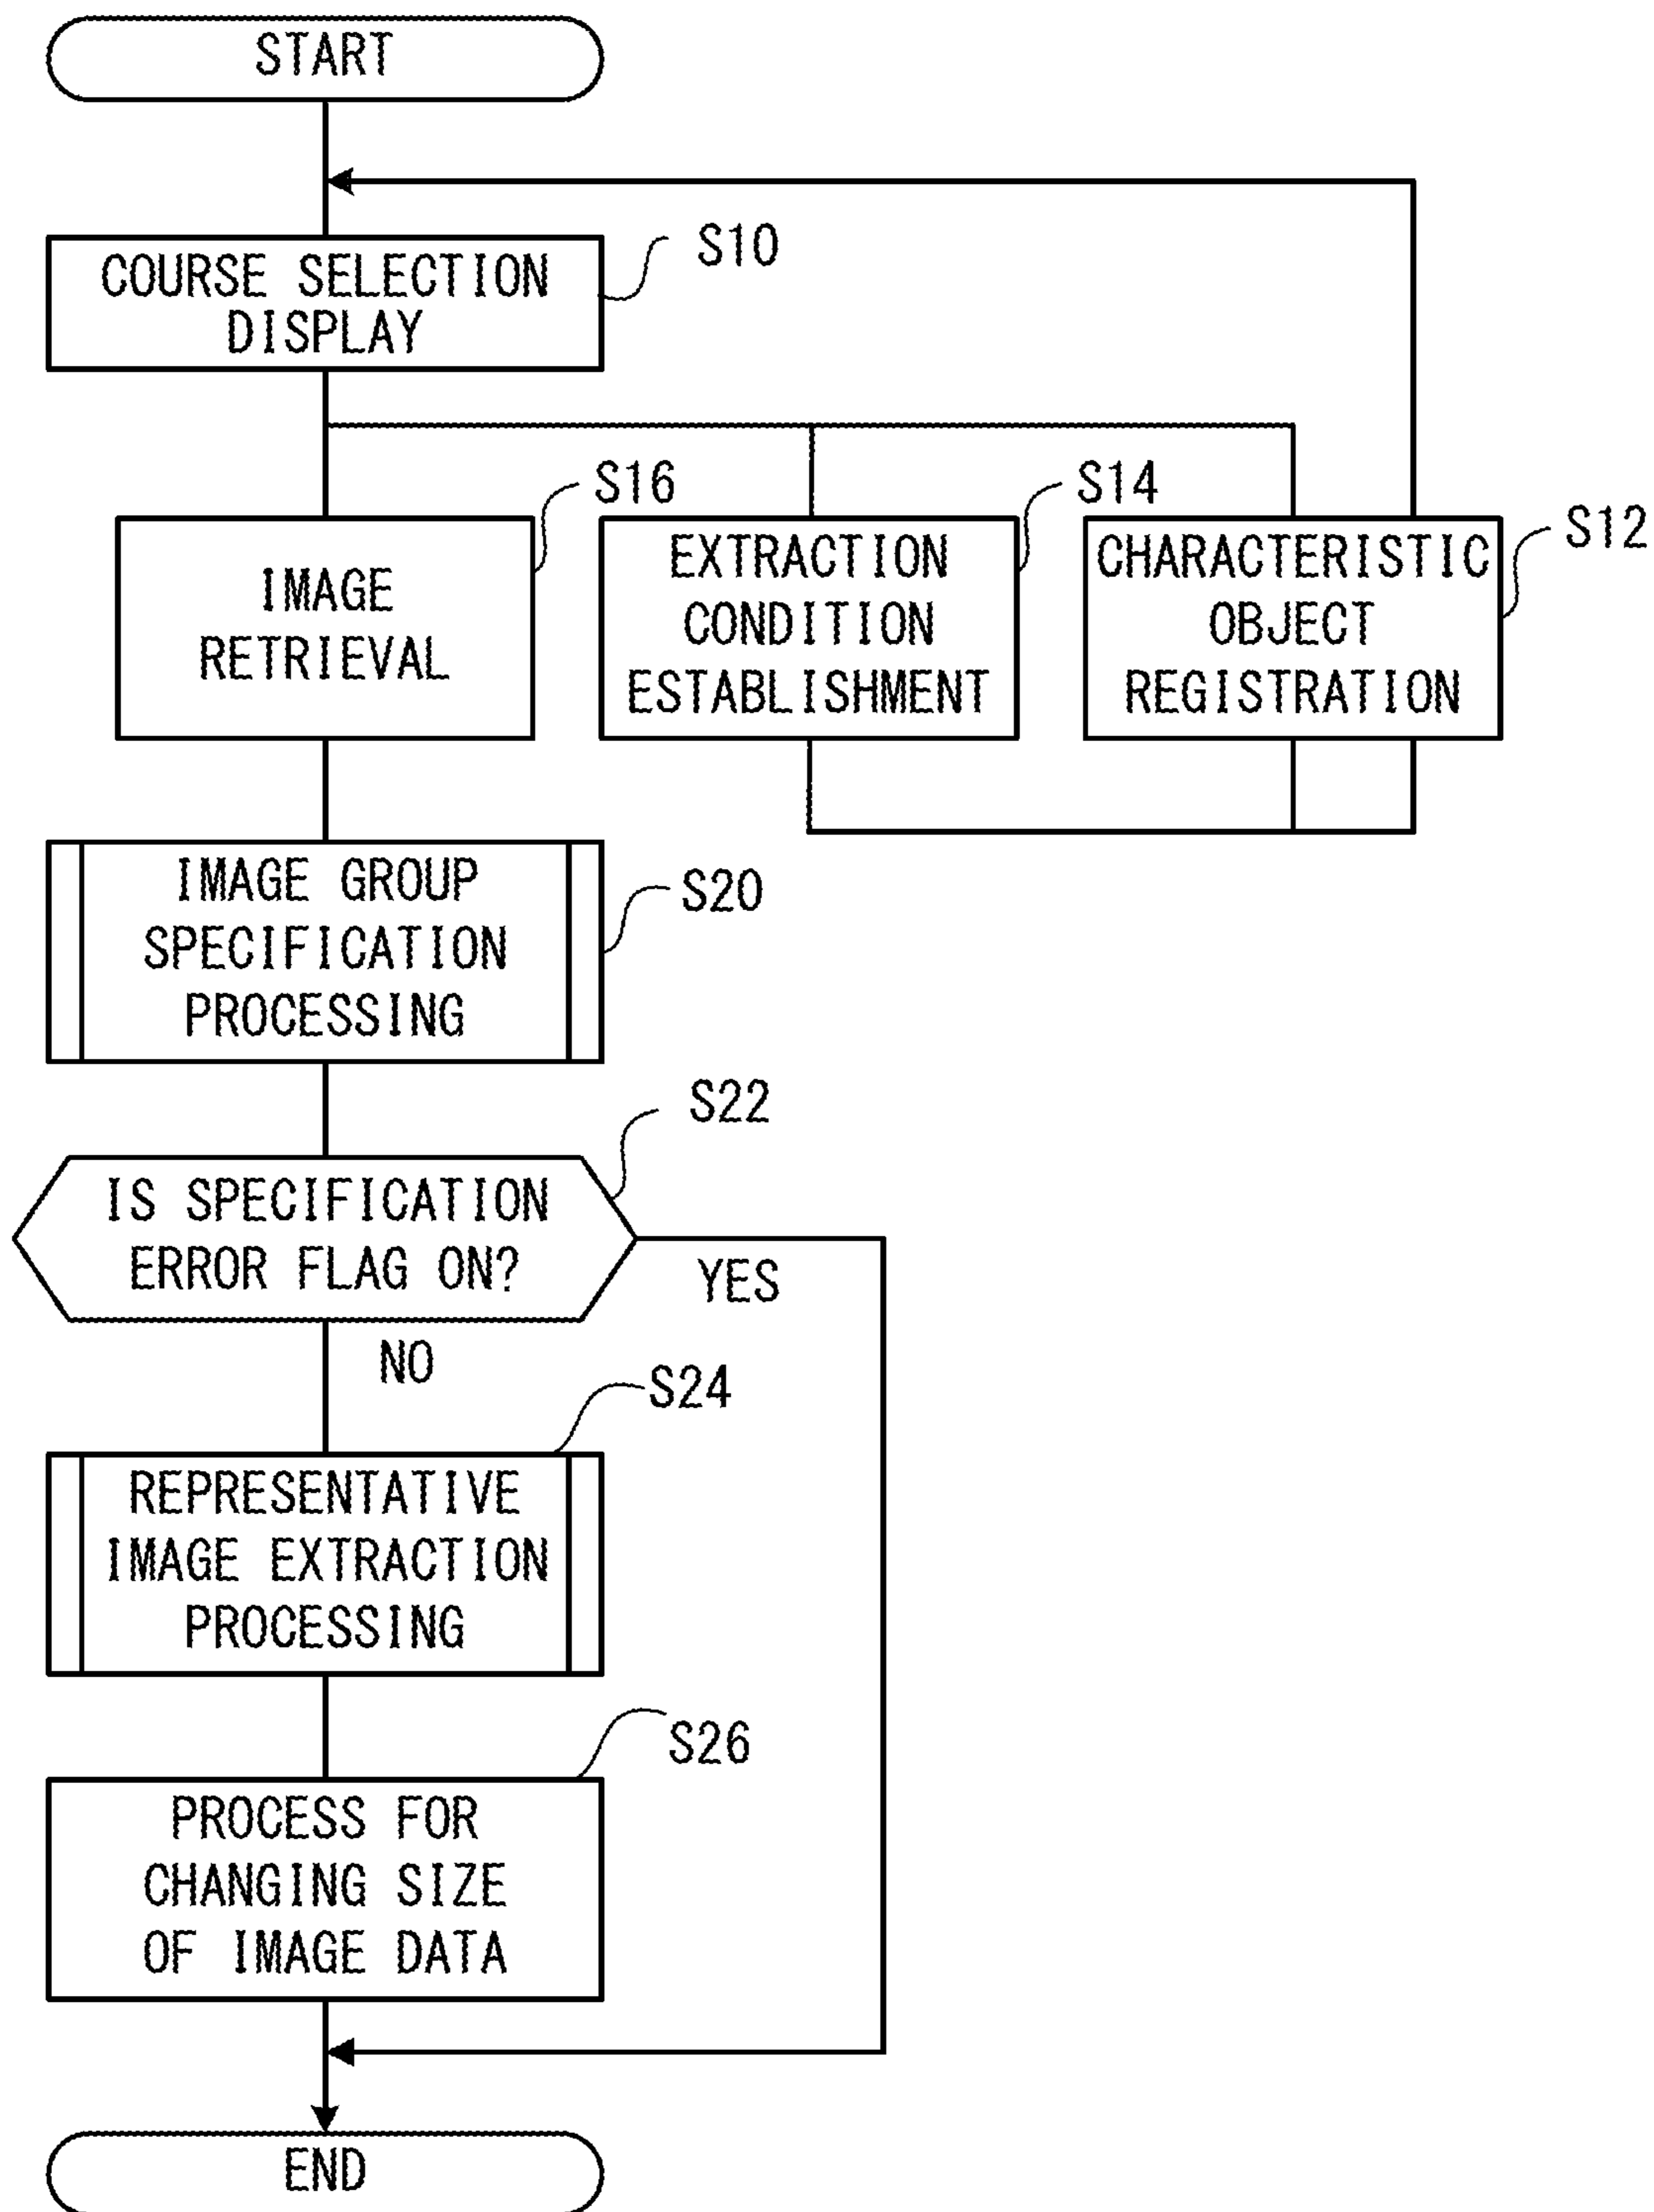 START
COURSE SELECTION
DISPLAY
S10
S16
IMAGE
RETRIEVAL
S14
EXTRACTION
CONDITION
ESTABLISHMENT
S12
CHARACTERISTIC
OBJECT
REGISTRATION
IMAGE GROUP
SPECIFICATION
PROCESSING
S20
S22
IS SPECIFICATION
ERROR FLAG ON?
YES
NO
S24
REPRESENTATIVE
IMAGE EXTRACTION
PROCESSING
S26
PROCESS FOR
CHANGING SIZE
OF IMAGE DATA
END